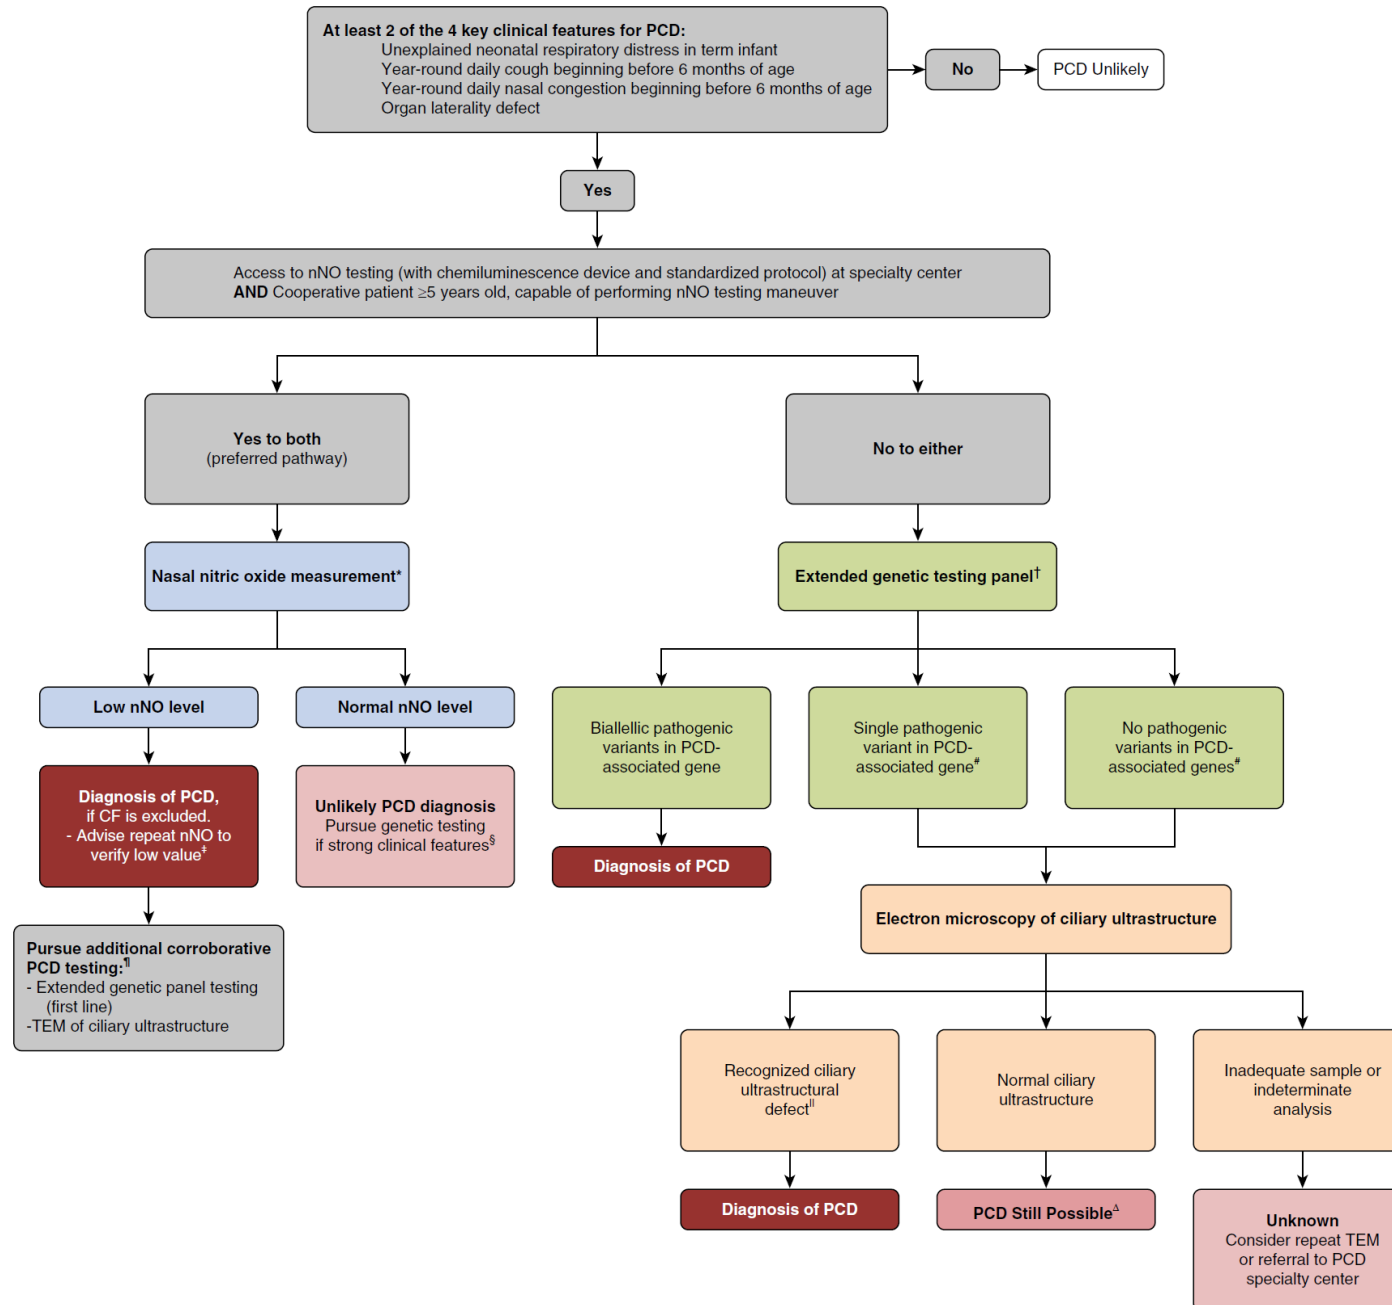 At least 2 of the 4 key clinical features for PCD:
Unexplained neonatal respiratory distress in term infant
Year-round daily cough beginning before 6 months of age
Year-round daily nasal congestion beginning before 6 months of age
Organ laterality defect
No
PCD Unlikely
Yes
Access to nNO testing (with chemiluminescence device and standardized protocol) at specialty center
AND Cooperative patient ≥5 years old, capable of performing nNO testing maneuver
Yes to both
(preferred pathway)
No to either
Nasal nitric oxide measurement*
Extended genetic testing panel†
Low nNO level
Normal nNO level
Biallellic pathogenic
variants in PCD-
associated gene
Single pathogenic
variant in PCD-
associated gene#
No pathogenic
variants in PCD-
associated genes#
Diagnosis of PCD,
if CF is excluded.
- Advise repeat nNO to
verify low value‡
Unlikely PCD diagnosis
Pursue genetic testing
if strong clinical features§
Diagnosis of PCD
Electron microscopy of ciliary ultrastructure
Pursue additional corroborative
PCD testing:¶
- Extended genetic panel testing
(first line)
-TEM of ciliary ultrastructure
Recognized ciliary
ultrastructural
defect||
Normal ciliary
ultrastructure
Inadequate sample or
indeterminate
analysis
Diagnosis of PCD
PCD Still PossibleΔ
Unknown
Consider repeat TEM
or referral to PCD
specialty center